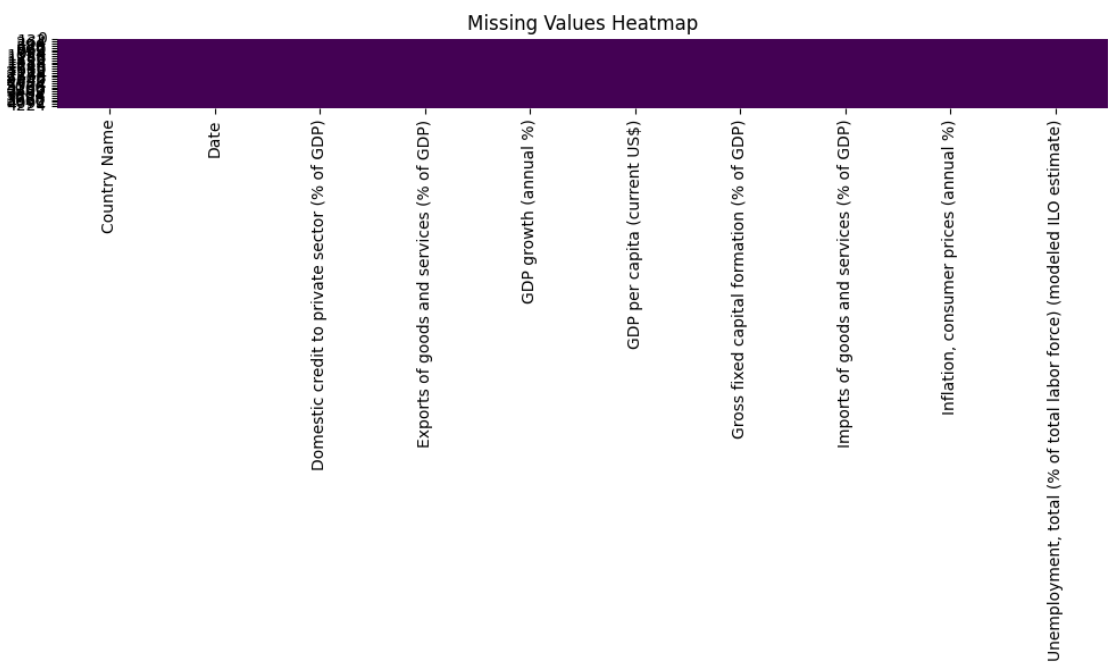 Missing Values Heatmap
Country Name
Date
Domestic credit to private sector (% of GDP)
Exports of goods and services (% of GDP)
GDP growth (annual %)
GDP per capita (current US$)
Gross fixed capital formation (% of GDP)
Imports of goods and services (% of GDP)
Inflation, consumer prices (annual %)
Unemployment, total (% of total labor force) (modeled ILO estimate)